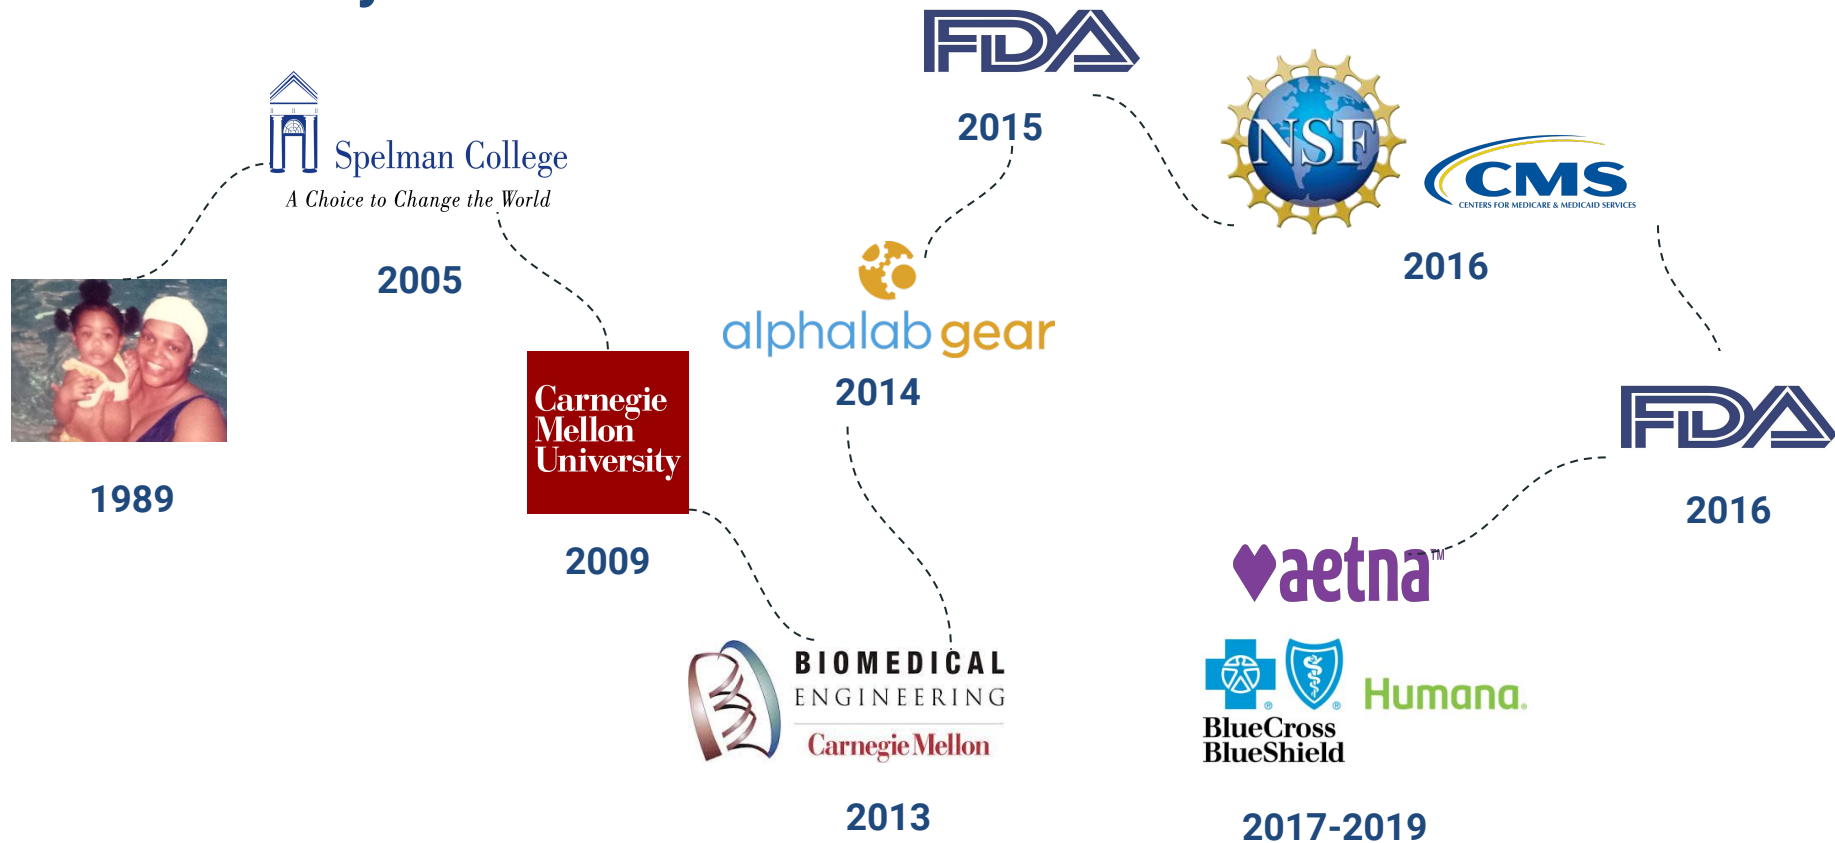 FDA
2015
NSF
CMS
CENTERS FOR MEDICARE & MEDICAID SERVICES
2016
Spelman College
A Choice to Change the World
2005
1989
Carnegie
Mellon
University
2009
alphalab gear
2014
BIOMEDICAL
ENGINEERING
Carnegie Mellon
2013
FDA
2016
aetna™
BlueCross
BlueShield
Humana®
2017-2019